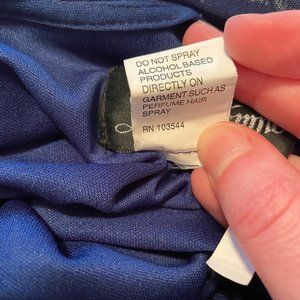 DO NOT SPRAY
ALCOHOL BASED
PRODUCTS
DIRECTLY ON
GARMENT SUCH AS
PERFUME HAIR
SPRAY
RN 103544